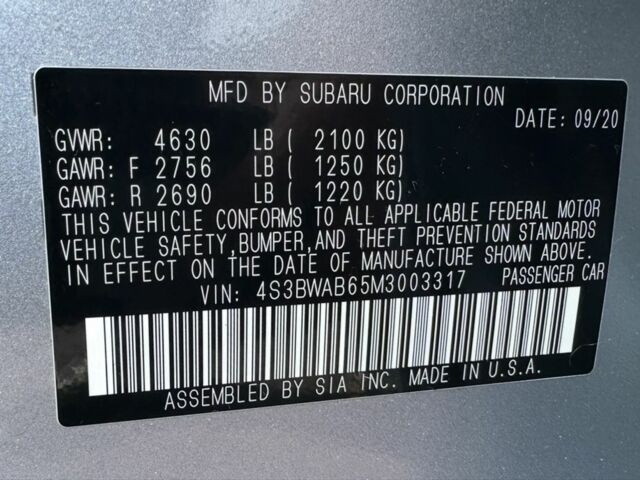 MFD BY SUBARU CORPORATION
DATE: 09/20
GVWR: 4630 LB ( 2100 KG)
GAWR: F 2756 LB ( 1250 KG)
GAWR: R 2690 LB ( 1220 KG)
THIS VEHICLE CONFORMS TO ALL APPLICABLE FEDERAL MOTOR
VEHICLE SAFETY, BUMPER, AND THEFT PREVENTION STANDARDS
IN EFFECT ON THE DATE OF MANUFACTURE SHOWN ABOVE.
VIN: 4S3BWAB65M3003317 PASSENGER CAR
ASSEMBLED BY SIA INC. MADE IN U.S.A.